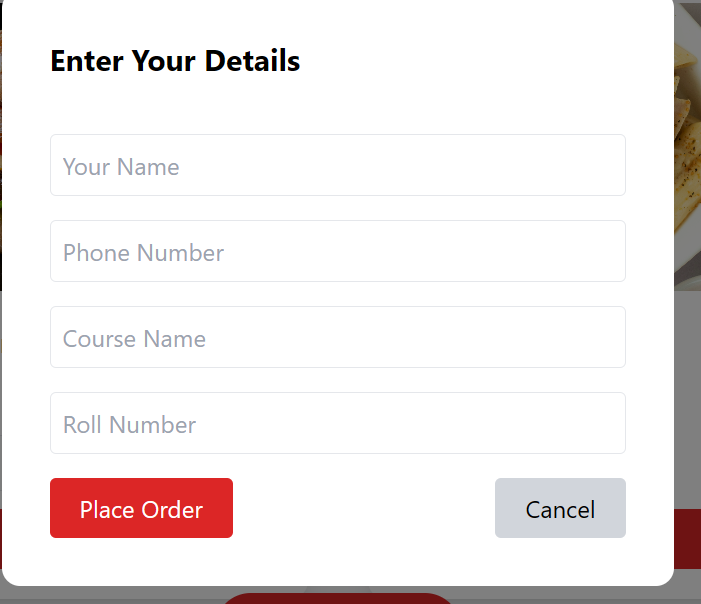 Enter Your Details
Your Name
Phone Number
Course Name
Roll Number
Place Order
Cancel